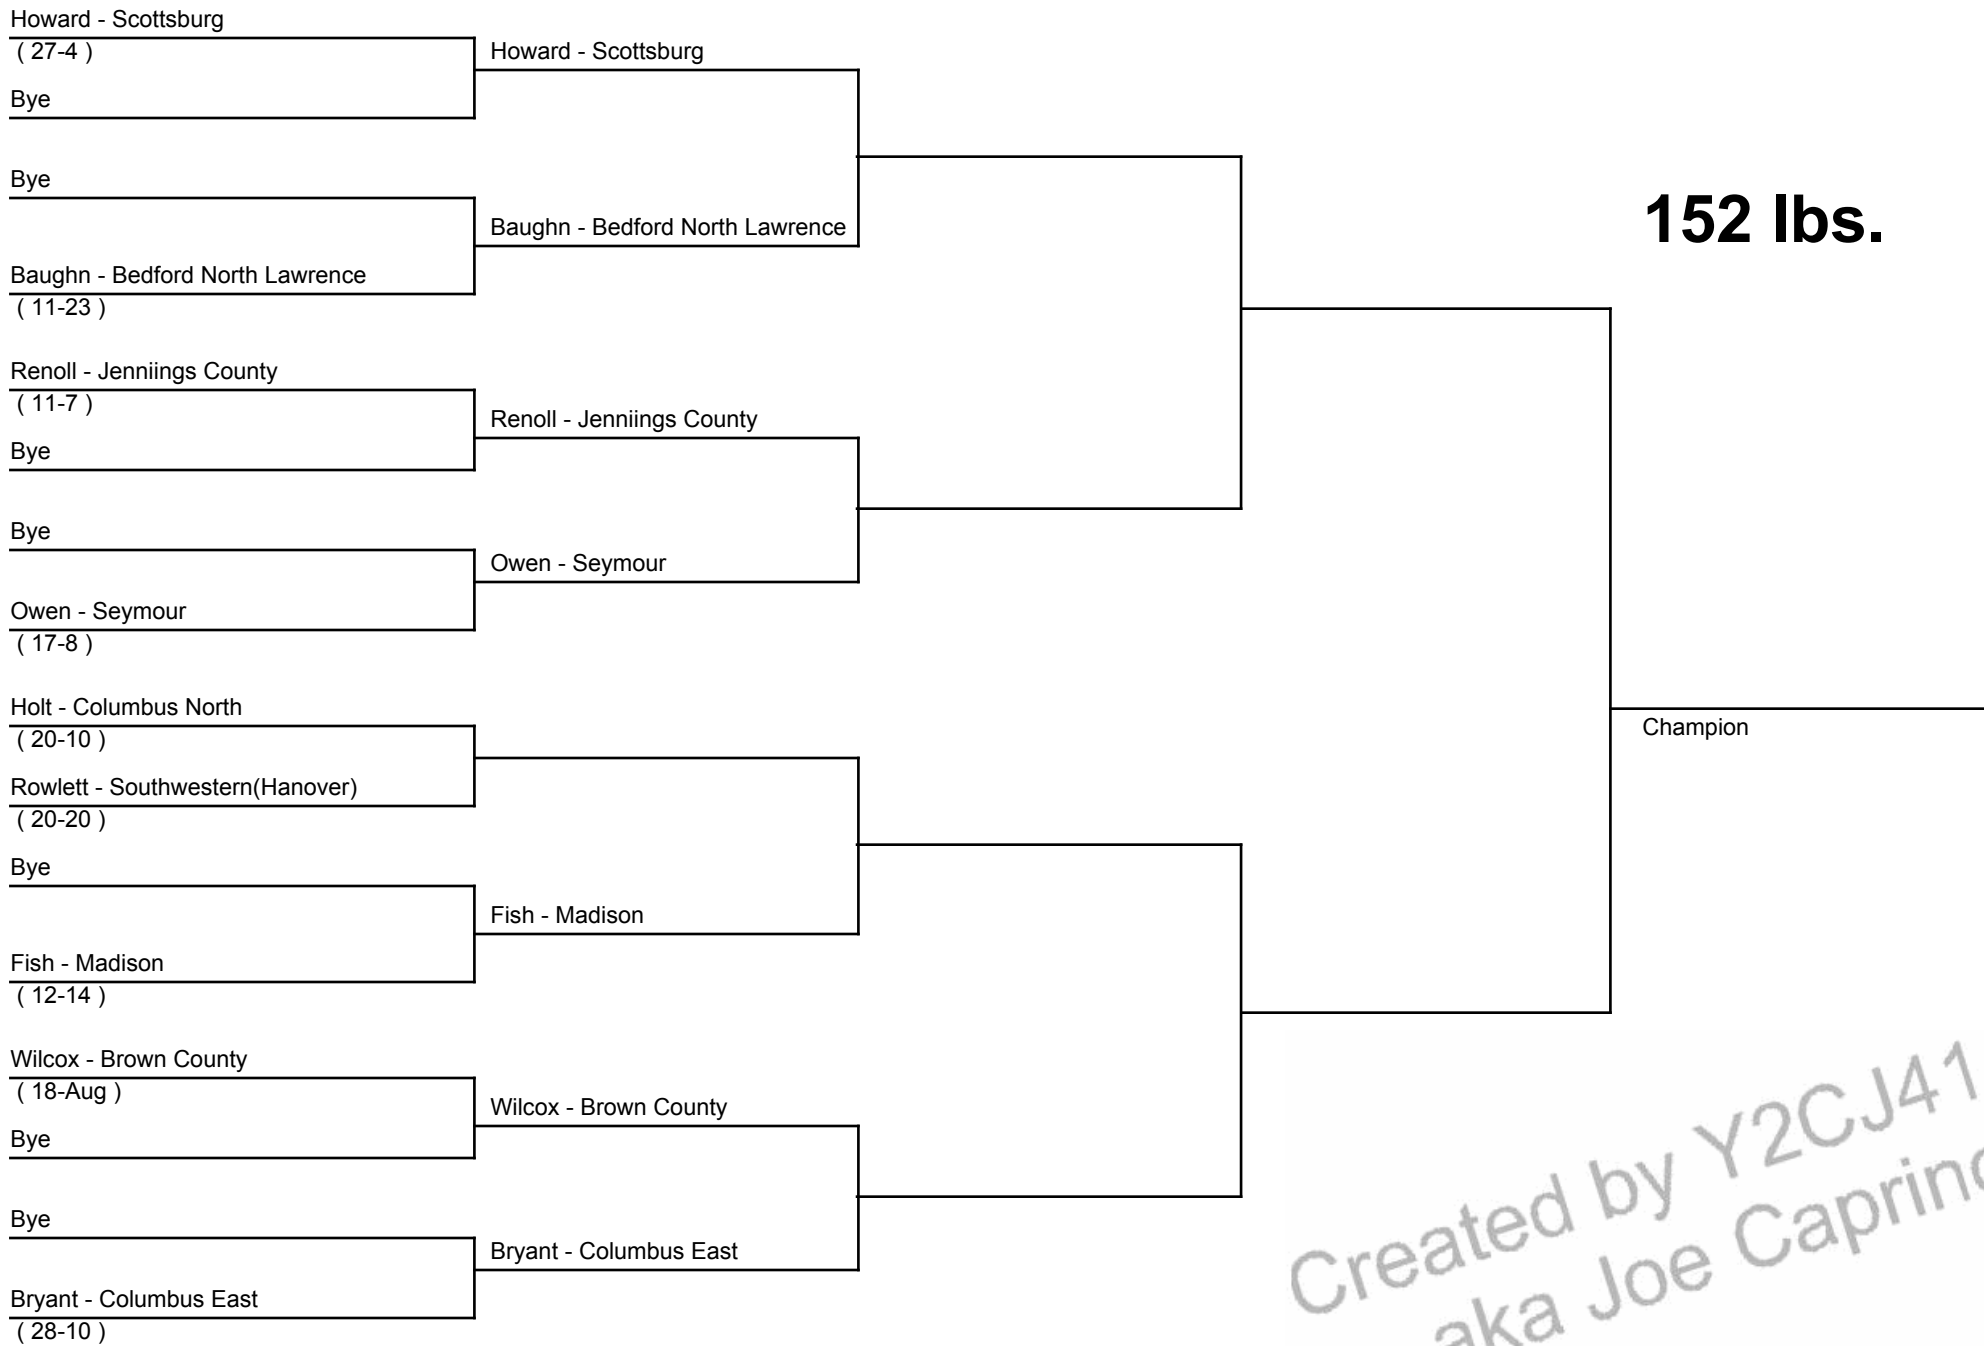 Howard - Scottsburg
( 27-4 )
Bye
Howard - Scottsburg
Bye
Baughn - Bedford North Lawrence
( 11-23 )
Baughn - Bedford North Lawrence
152 lbs.
Renoll - Jenniings County
( 11-7 )
Bye
Renoll - Jenniings County
Bye
Owen - Seymour
( 17-8 )
Owen - Seymour
Holt - Columbus North
( 20-10 )
Rowlett - Southwestern(Hanover)
( 20-20 )
Bye
Fish - Madison
( 12-14 )
Fish - Madison
Champion
Wilcox - Brown County
( 18-Aug )
Bye
Wilcox - Brown County
Bye
Bryant - Columbus East
( 28-10 )
Bryant - Columbus East
Created by Y2CJ41
aka Joe